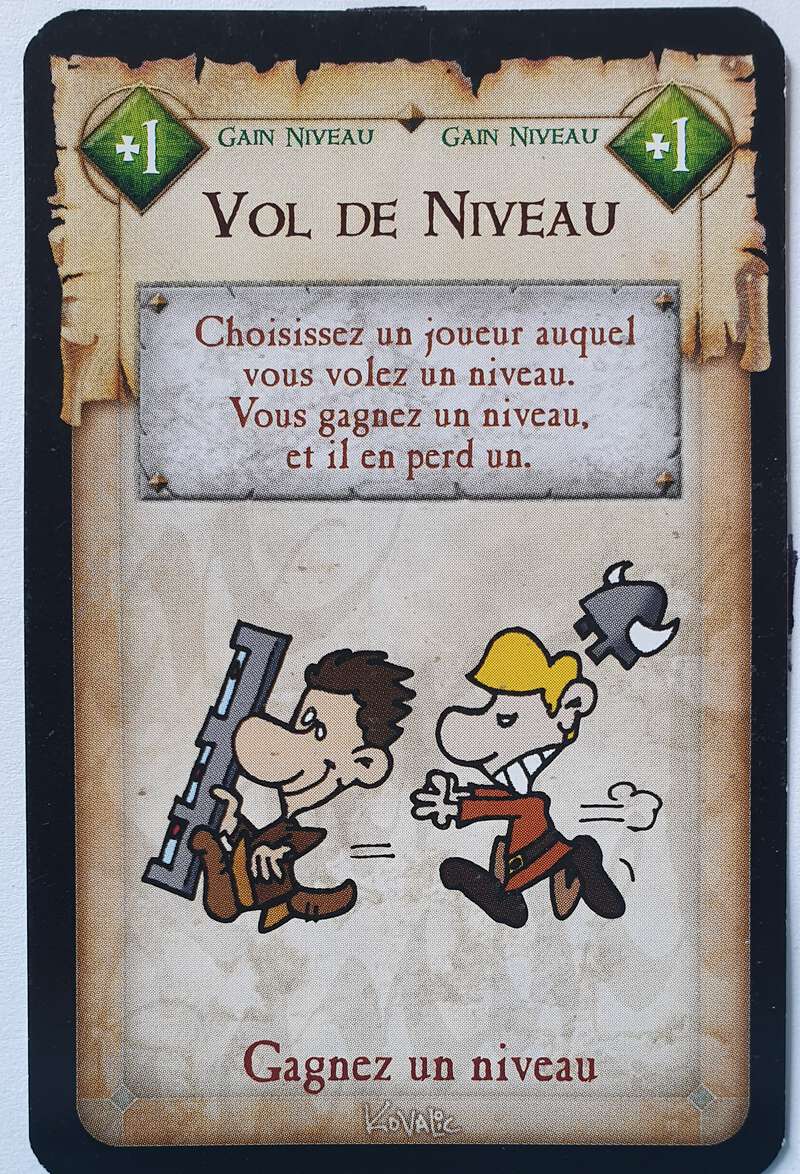 +1 Gain Niveau Gain Niveau +1
Vol de Niveau
Choisissez un joueur auquel
vous volez un niveau.
Vous gagnez un niveau,
et il en perd un.
Gagnez un niveau
Kovalic